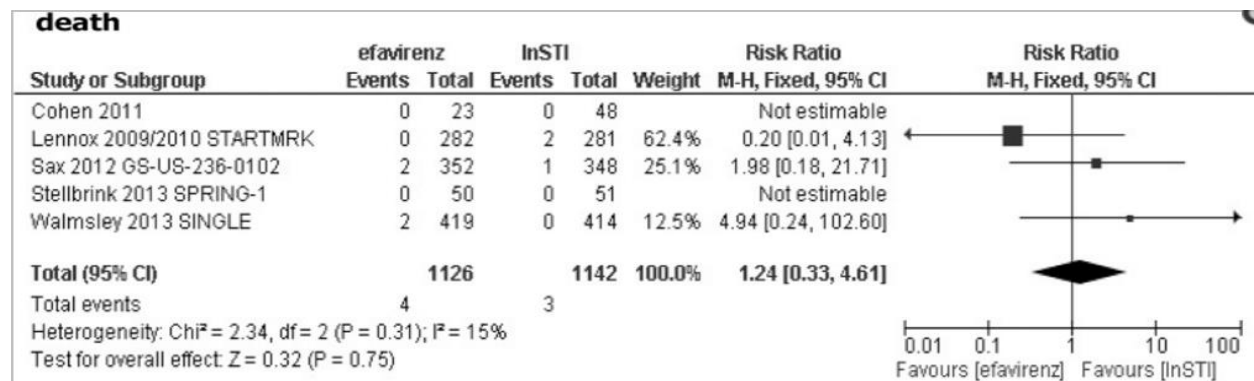 death
efavirenz InSTI Risk Ratio Risk Ratio
Study or Subgroup Events Total Events Total Weight M-H, Fixed, 95% CI M-H, Fixed, 95% CI
Cohen 2011 0 23 0 48 Not estimable
Lennox 2009/2010 STARTMRK 0 282 2 281 62.4% 0.20 [0.01, 4.13]
Sax 2012 GS-US-236-0102 2 352 1 348 25.1% 1.98 [0.18, 21.71]
Stellbrink 2013 SPRING-1 0 50 0 51 Not estimable
Walmsley 2013 SINGLE 2 419 0 414 12.5% 4.94 [0.24, 102.60]
Total (95% CI) 1126 1142 100.0% 1.24 [0.33, 4.61]
Total events 4 3
Heterogeneity: Chi² = 2.34, df = 2 (P = 0.31); I² = 15%
Test for overall effect: Z = 0.32 (P = 0.75)
0.01 0.1 1 10 100
Favours [efavirenz] Favours [InSTI]